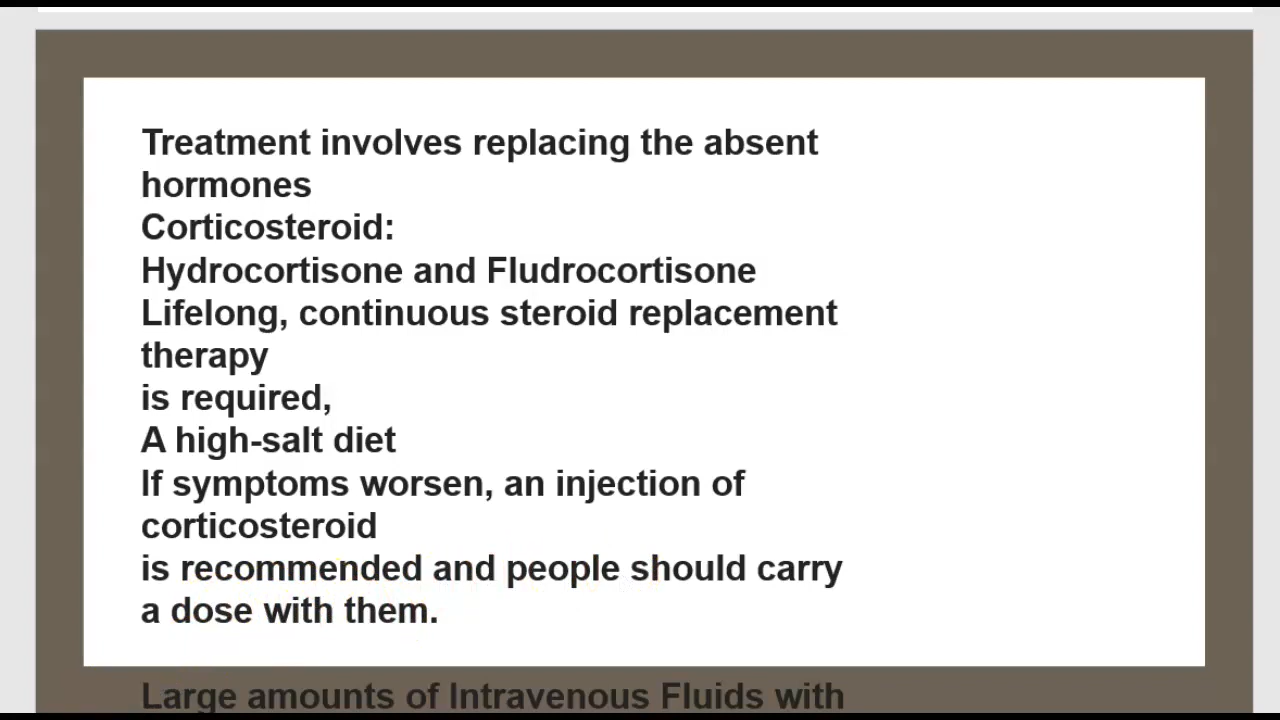 Treatment involves replacing the absent
hormones
Corticosteroid:
Hydrocortisone and Fludrocortisone
Lifelong, continuous steroid replacement
therapy
is required,
A high-salt diet
If symptoms worsen, an injection of
corticosteroid
is recommended and people should carry
a dose with them.
Large amounts of Intravenous Fluids with